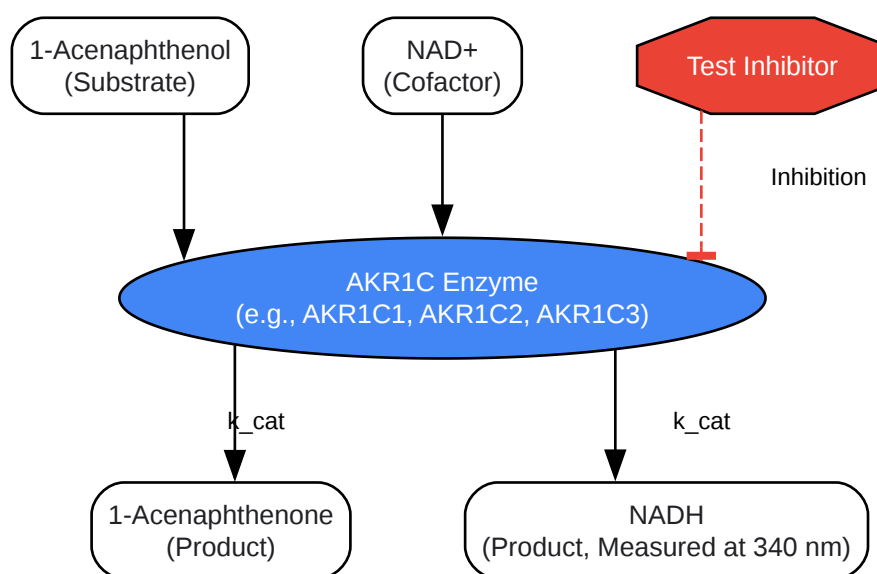 1-Acenaphthenol
(Substrate)
NAD+
(Cofactor)
Test Inhibitor
Inhibition
AKR1C Enzyme
(e.g., AKR1C1, AKR1C2, AKR1C3)
k_cat
k_cat
1-Acenaphthenone
(Product)
NADH
(Product, Measured at 340 nm)